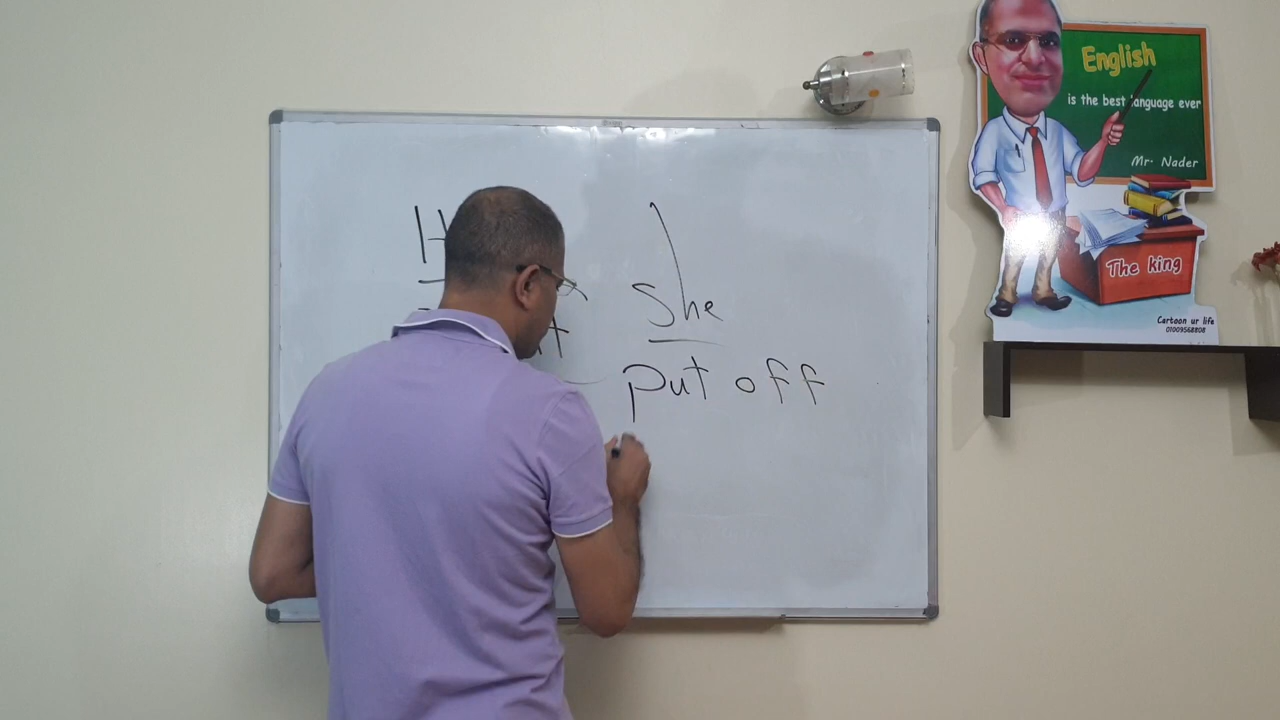 she
put off
English
is the best language ever
Mr. Nader
The king
Cartoon ur life
01009568808